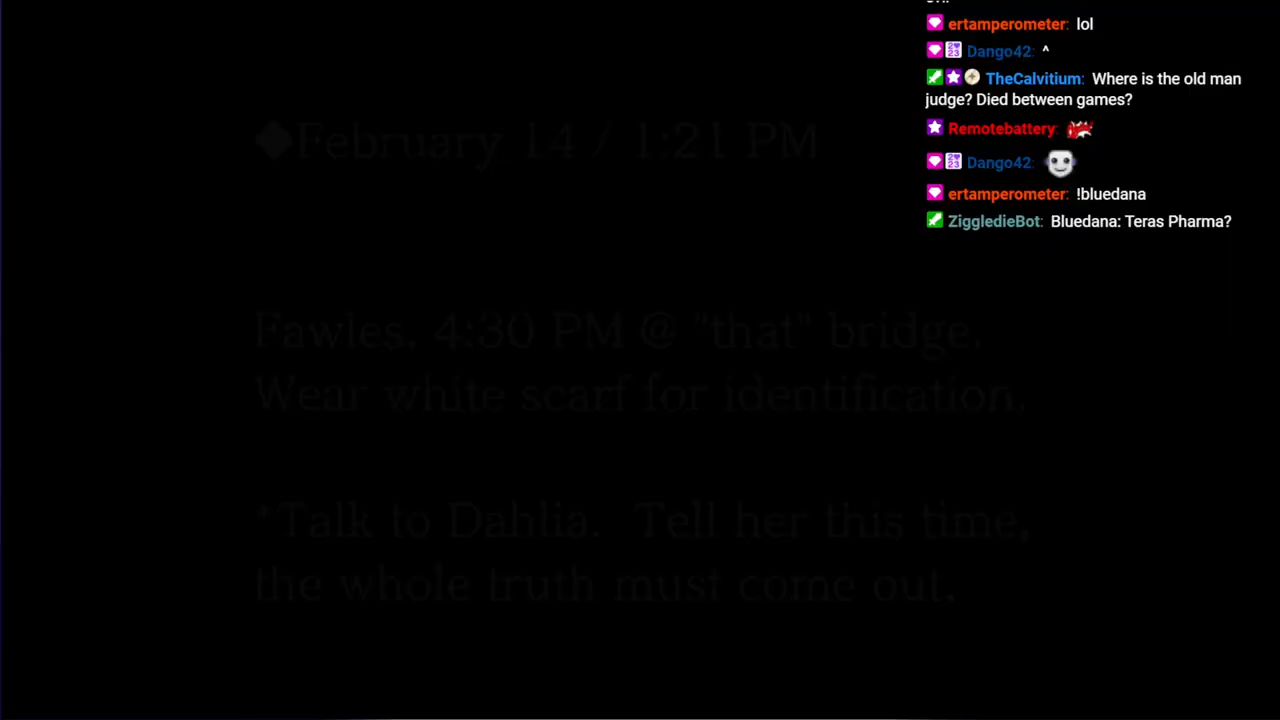 ertamperometer: lol
Dango42: ^
TheCalvitium: Where is the old man
judge? Died between games?
Remotebattery:
Dango42:
ertamperometer: !bluedana
ZiggledieBot: Bluedana: Teras Pharma?
◆February 14 / 1:21 PM
Fawles, 4:30 PM @ "that" bridge.
Wear white scarf for identification.
*Talk to Dahlia. Tell her this time,
the whole truth must come out.